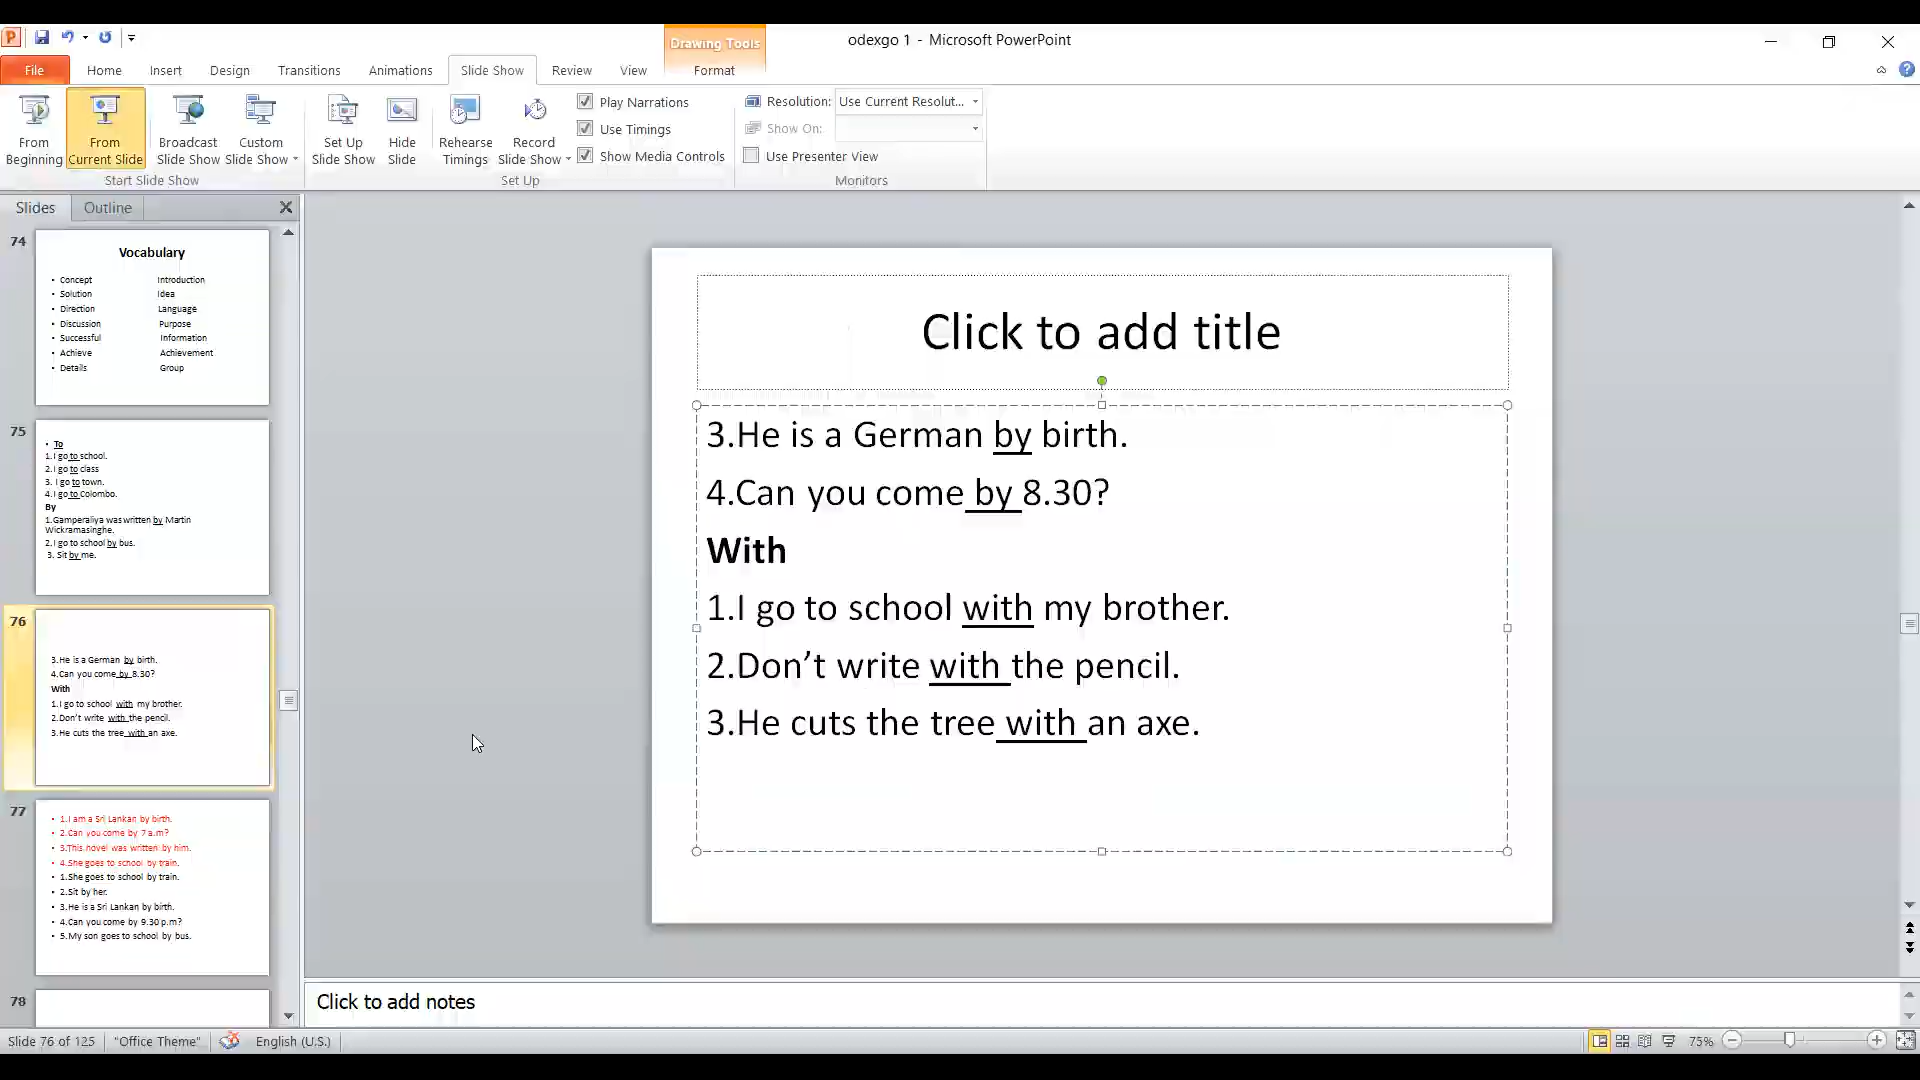 odexgo 1 - Microsoft PowerPoint
Drawing Tools
File Home Insert Design Transitions Animations Slide Show Review View Format
From Beginning
From Current Slide
Broadcast Slide Show
Custom Slide Show
Start Slide Show
Set Up Slide Show
Hide Slide
Rehearse Timings
Record Slide Show
Play Narrations
Use Timings
Show Media Controls
Set Up
Resolution: Use Current Resolut...
Show On:
Use Presenter View
Monitors
Slides Outline
74
Vocabulary
• Concept Introduction
• Solution Idea
• Direction Language
• Discussion Purpose
• Successful Information
• Achieve Achievement
• Details Group
75
• To
1.I go to school.
2.I go to class
3. I go to town.
4.I go to Colombo.
By
1.Gamperaliya was written by Martin
Wickramasinghe.
2.I go to school by bus.
3. Sit by me.
76
3.He is a German by birth.
4.Can you come by 8.30?
With
1.I go to school with my brother.
2.Don't write with the pencil.
3.He cuts the tree with an axe.
77
• 1.I am a Sri Lankan by birth.
• 2.Can you come by 7 a.m?
• 3.This novel was written by him.
• 4.She goes to school by train.
• 1.She goes to school by train.
• 2.Sit by her.
• 3.He is a Sri Lankan by birth.
• 4.Can you come by 9.30 p.m?
• 5.My son goes to school by bus.
78
Click to add title
3.He is a German by birth.
4.Can you come by 8.30?
With
1.I go to school with my brother.
2.Don’t write with the pencil.
3.He cuts the tree with an axe.
Click to add notes
Slide 76 of 125 "Office Theme" English (U.S.) 75%